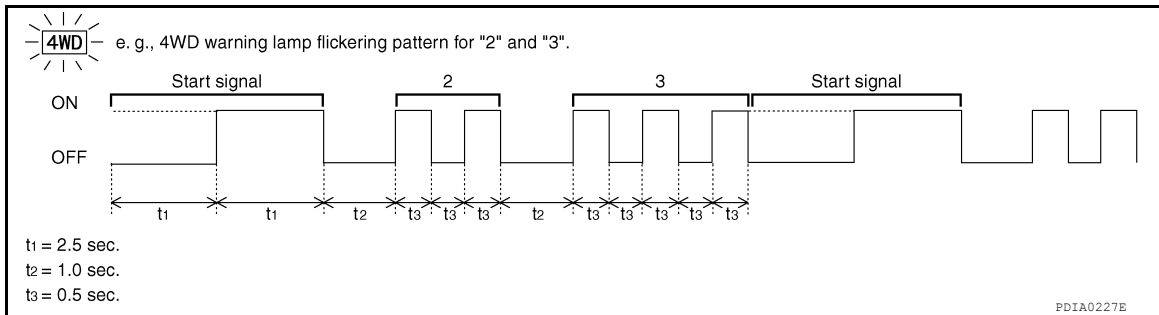 4WD e. g., 4WD warning lamp flickering pattern for "2" and "3".
Start signal 2 3 Start signal
ON
OFF
t1 t1 t2 t3 t3 t3 t2 t3 t3 t3 t3 t3
t1 = 2.5 sec.
t2 = 1.0 sec.
t3 = 0.5 sec.
PDIA0227E